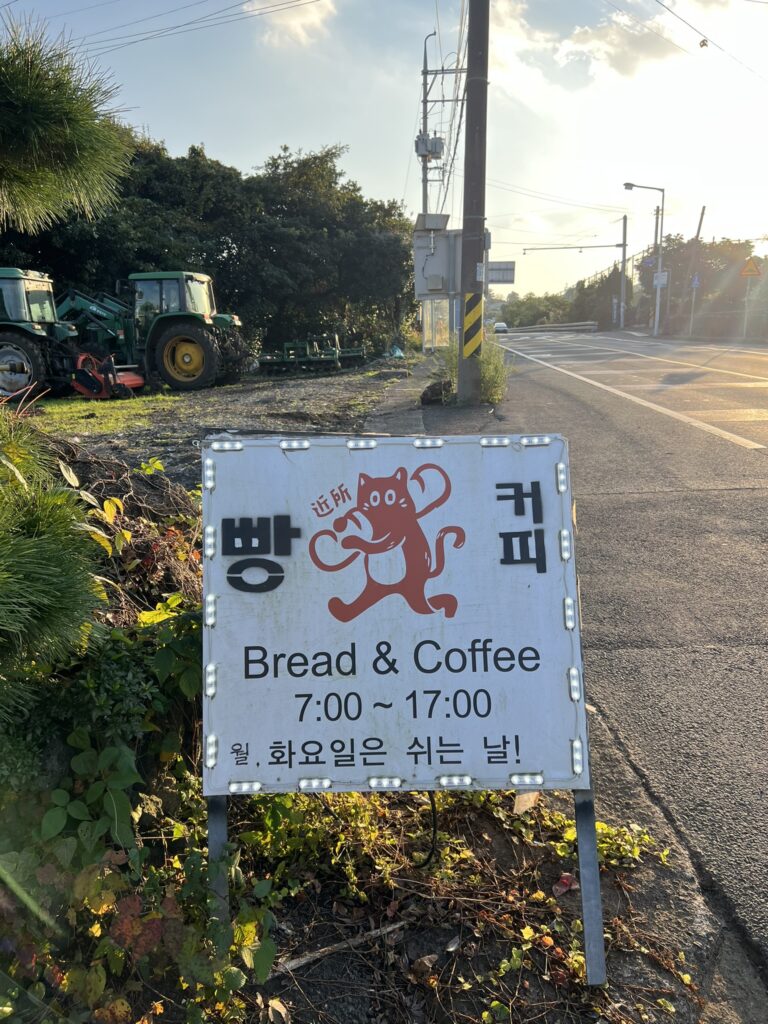 近所
빵
커피
Bread & Coffee
7:00 ~ 17:00
월, 화요일은 쉬는 날!